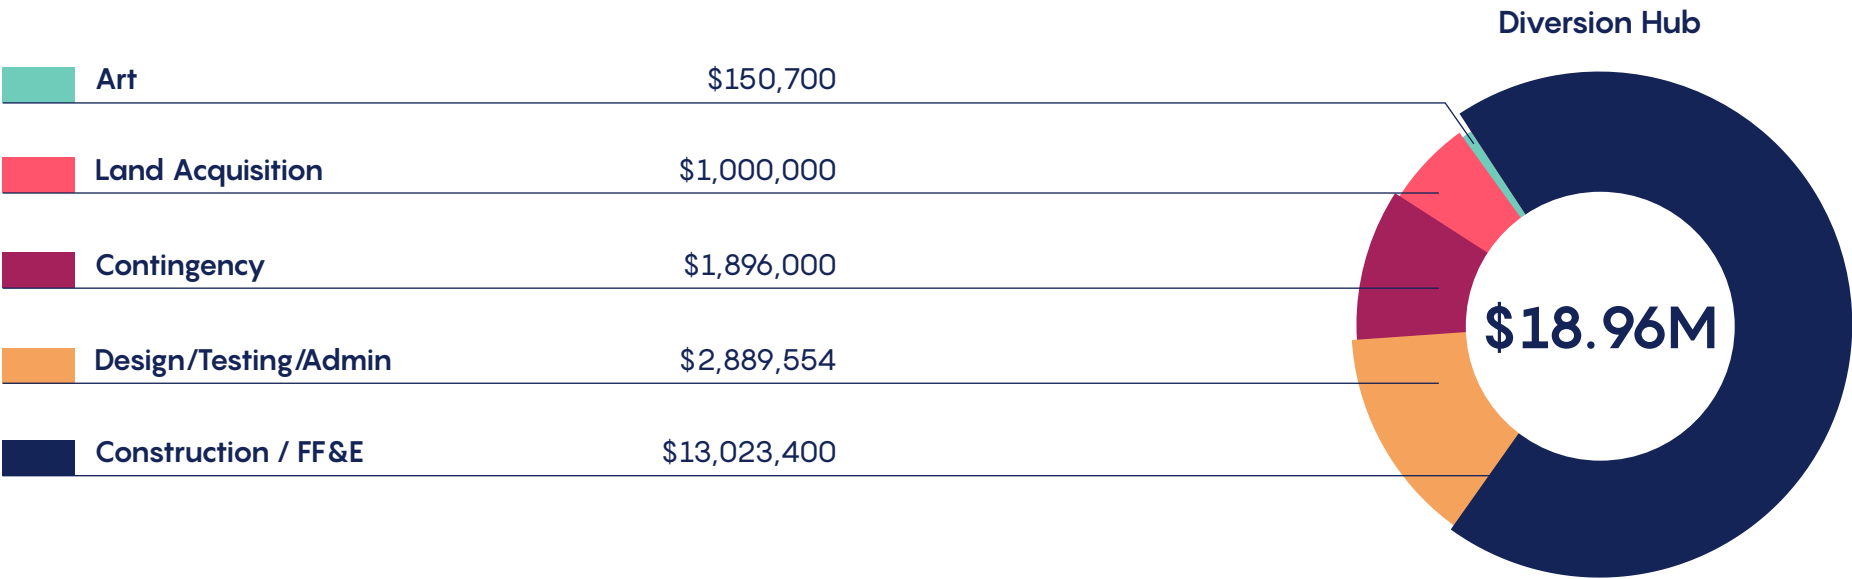 Diversion Hub
Art $150,700
Land Acquisition $1,000,000
Contingency $1,896,000
$18.96M
Design/Testing/Admin $2,889,554
Construction / FF&E $13,023,400